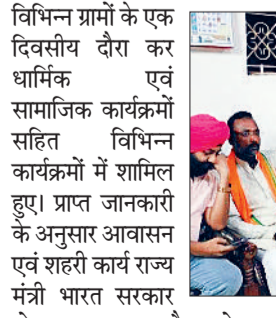 विभिन्न ग्रामों के एक
दिवसीय दौरा कर
धार्मिक एवं
सामाजिक कार्यक्रमों
सहित विभिन्न
कार्यक्रमों में शामिल
हुए। प्राप्त जानकारी
के अनुसार आवासन
एवं शहरी कार्य राज्य
मंत्री भारत सरकार